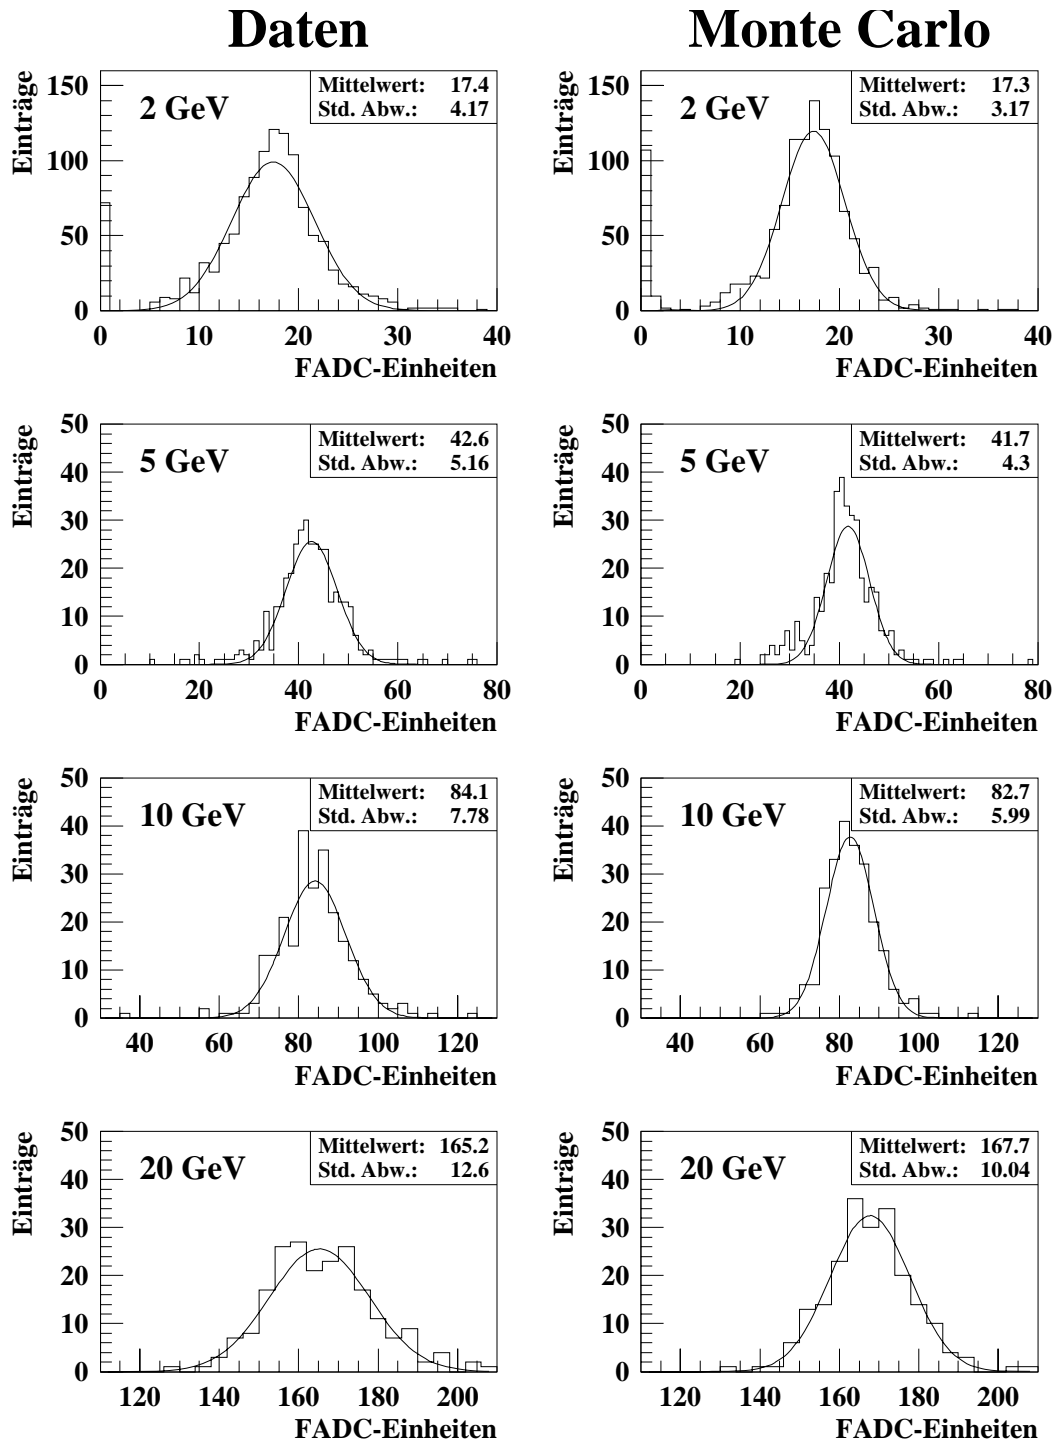 Daten
Monte Carlo
Einträge
150
100
50
0
2 GeV
Mittelwert: 17.4
Std. Abw.: 4.17
0 10 20 30 40
FADC-Einheiten
Einträge
150
100
50
0
2 GeV
Mittelwert: 17.3
Std. Abw.: 3.17
0 10 20 30 40
FADC-Einheiten
Einträge
50
40
30
20
10
0
5 GeV
Mittelwert: 42.6
Std. Abw.: 5.16
0 20 40 60 80
FADC-Einheiten
Einträge
50
40
30
20
10
0
5 GeV
Mittelwert: 41.7
Std. Abw.: 4.3
0 20 40 60 80
FADC-Einheiten
Einträge
50
40
30
20
10
0
10 GeV
Mittelwert: 84.1
Std. Abw.: 7.78
40 60 80 100 120
FADC-Einheiten
Einträge
50
40
30
20
10
0
10 GeV
Mittelwert: 82.7
Std. Abw.: 5.99
40 60 80 100 120
FADC-Einheiten
Einträge
50
40
30
20
10
0
20 GeV
Mittelwert: 165.2
Std. Abw.: 12.6
120 140 160 180 200
FADC-Einheiten
Einträge
50
40
30
20
10
0
20 GeV
Mittelwert: 167.7
Std. Abw.: 10.04
120 140 160 180 200
FADC-Einheiten